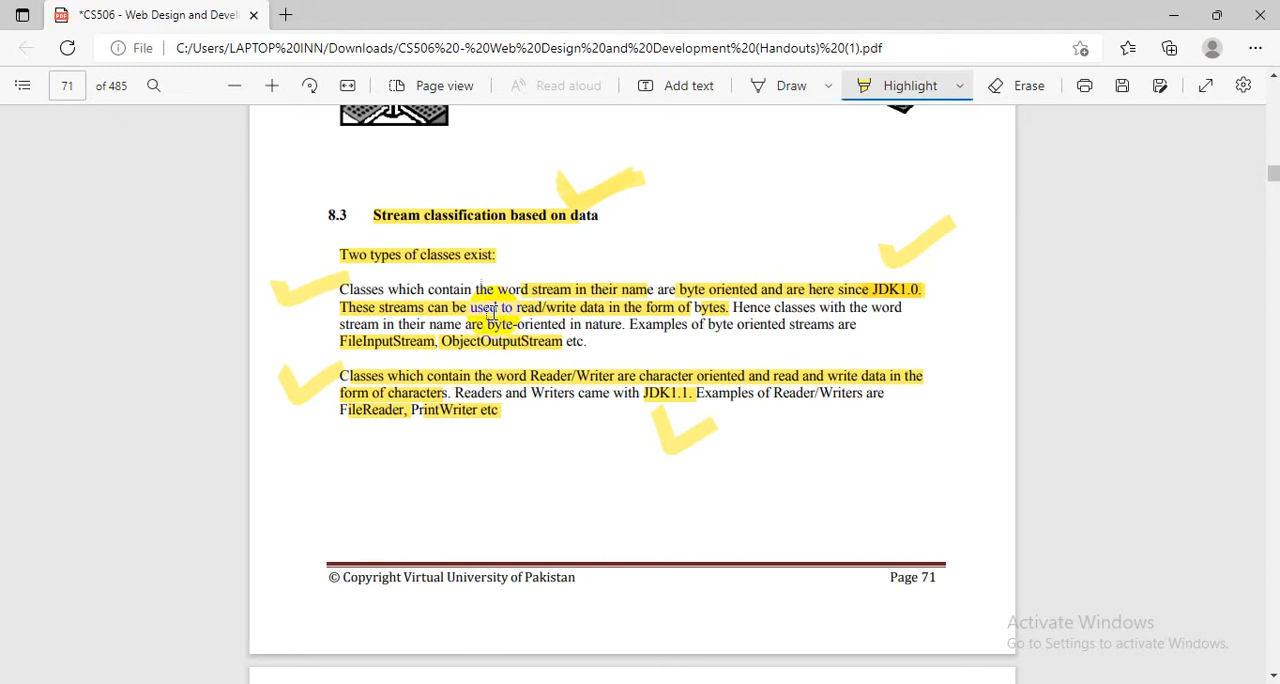 *CS506 - Web Design and Devel
File
C:/Users/LAPTOP%20INN/Downloads/CS506%20-%20Web%20Design%20and%20Development%20(Handouts)%20(1).pdf
71 of 485
Page view
Read aloud
Add text
Draw
Highlight
Erase
8.3 Stream classification based on data
Two types of classes exist:
Classes which contain the word stream in their name are byte oriented and are here since JDK1.0.
These streams can be used to read/write data in the form of bytes. Hence classes with the word
stream in their name are byte-oriented in nature. Examples of byte oriented streams are
FileInputStream, ObjectOutputStream etc.
Classes which contain the word Reader/Writer are character oriented and read and write data in the
form of characters. Readers and Writers came with JDK1.1. Examples of Reader/Writers are
FileReader, PrintWriter etc
© Copyright Virtual University of Pakistan
Page 71
Activate Windows
Go to Settings to activate Windows.